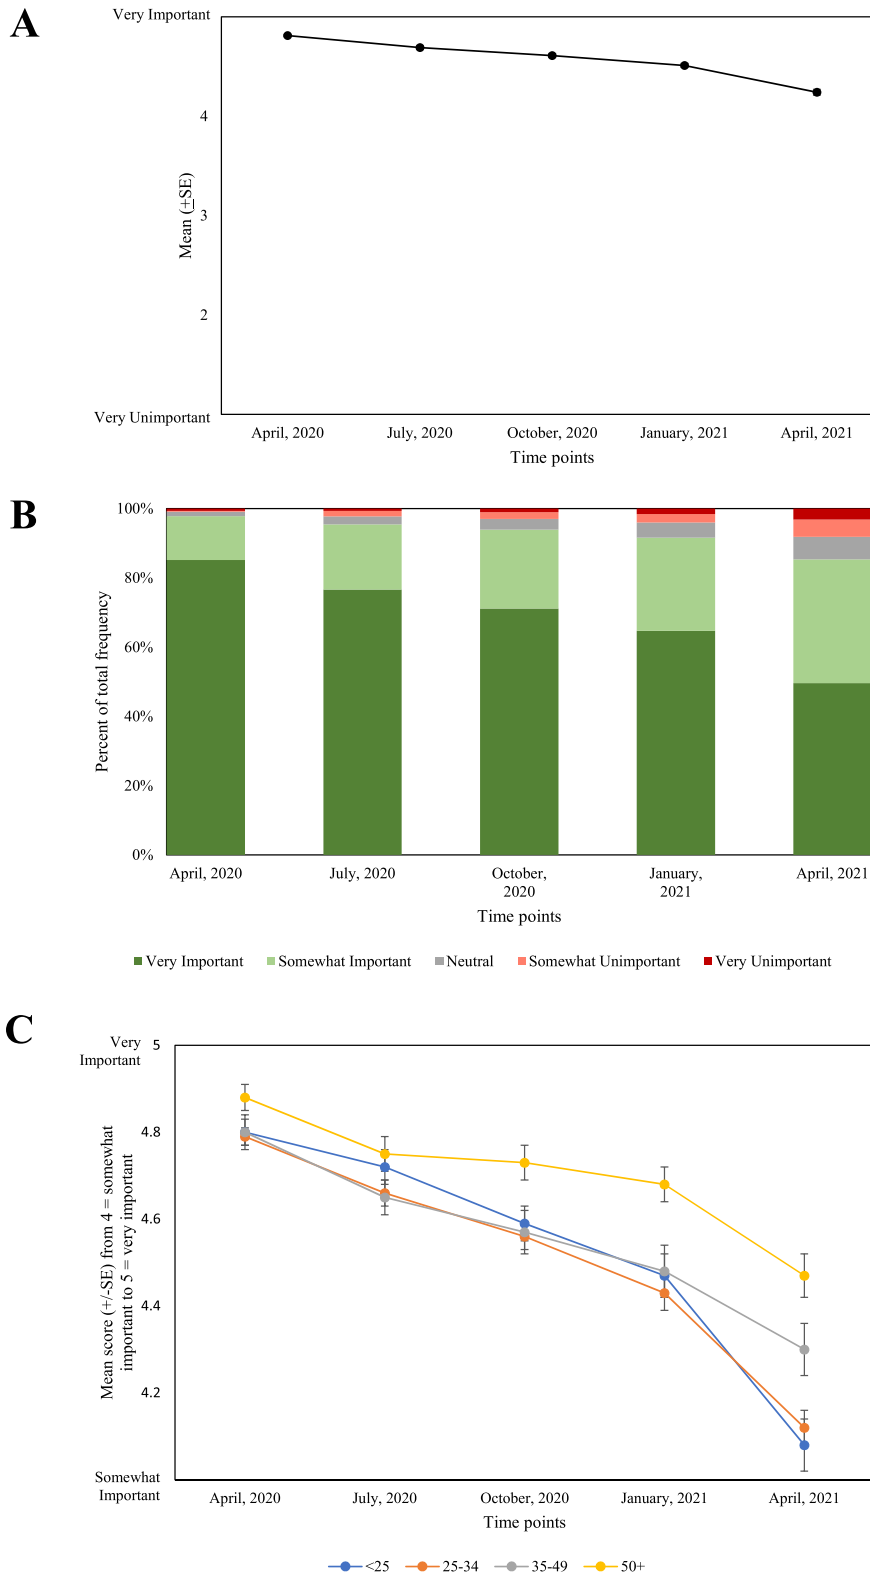 A
Very Important
4
3
2
Very Unimportant
Mean (+SE)
April, 2020 July, 2020 October, 2020 January, 2021 April, 2021
Time points
B
100%
80%
60%
40%
20%
0%
Percent of total frequency
April, 2020 July, 2020 October, 2020 January, 2021 April, 2021
Time points
Very Important Somewhat Important Neutral Somewhat Unimportant Very Unimportant
C
Very Important 5
4.8
4.6
4.4
4.2
Somewhat Important
Mean score (+/-SE) from 4 = somewhat
important to 5 = very important
April, 2020 July, 2020 October, 2020 January, 2021 April, 2021
Time points
<25 25-34 35-49 50+